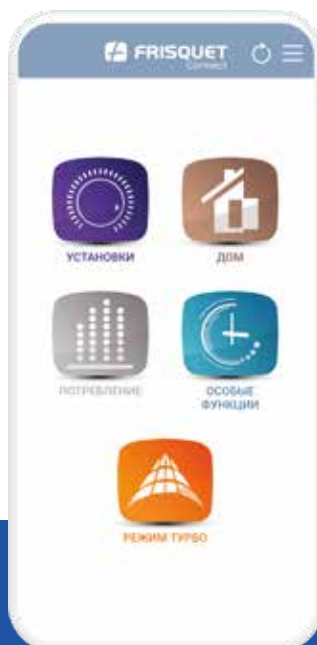 FRISQUET
Connect
УСТАНОВКИ
ДОМ
ПОТРЕБЛЕНИЕ
ОСОБЫЕ
ФУНКЦИИ
РЕЖИМ ТУРБО